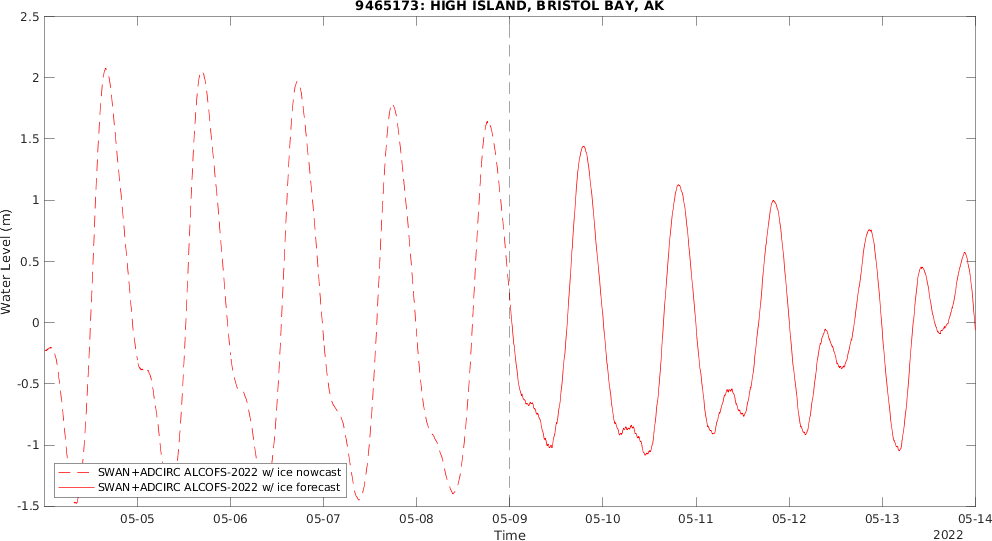 9465173: HIGH ISLAND, BRISTOL BAY, AK
2.5
2
1.5
1
0.5
0
-0.5
-1
-1.5
Water Level (m)
SWAN+ADCIRC ALCOFS-2022 w/ ice nowcast
SWAN+ADCIRC ALCOFS-2022 w/ ice forecast
05-05 05-06 05-07 05-08 05-09 05-10 05-11 05-12 05-13 05-14
Time
2022